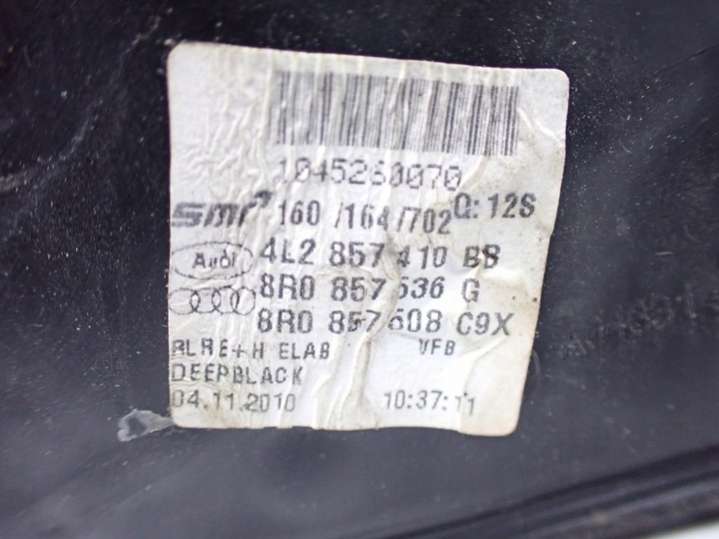 1045260070
smr 160 /164/702 Q:12S
Audi 4L2 857 410 BB
8R0 857 536 G
8R0 857 508 C9X
RLRE+H ELAB VFB
DEEPBLACK
04.11.2010 10:37:11